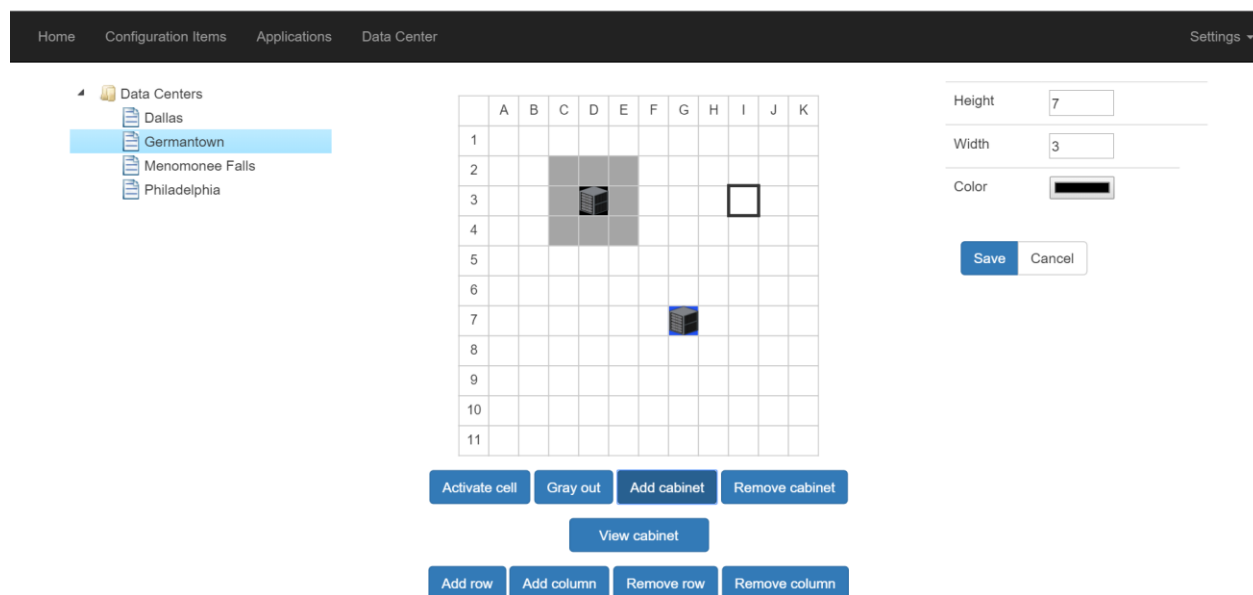 Home Configuration Items Applications Data Center Settings
Data Centers
Dallas
Germantown
Menomonee Falls
Philadelphia
A B C D E F G H I J K
1
2
3
4
5
6
7
8
9
10
11
Activate cell Gray out Add cabinet Remove cabinet
View cabinet
Add row Add column Remove row Remove column
Height 7
Width 3
Color
Save Cancel